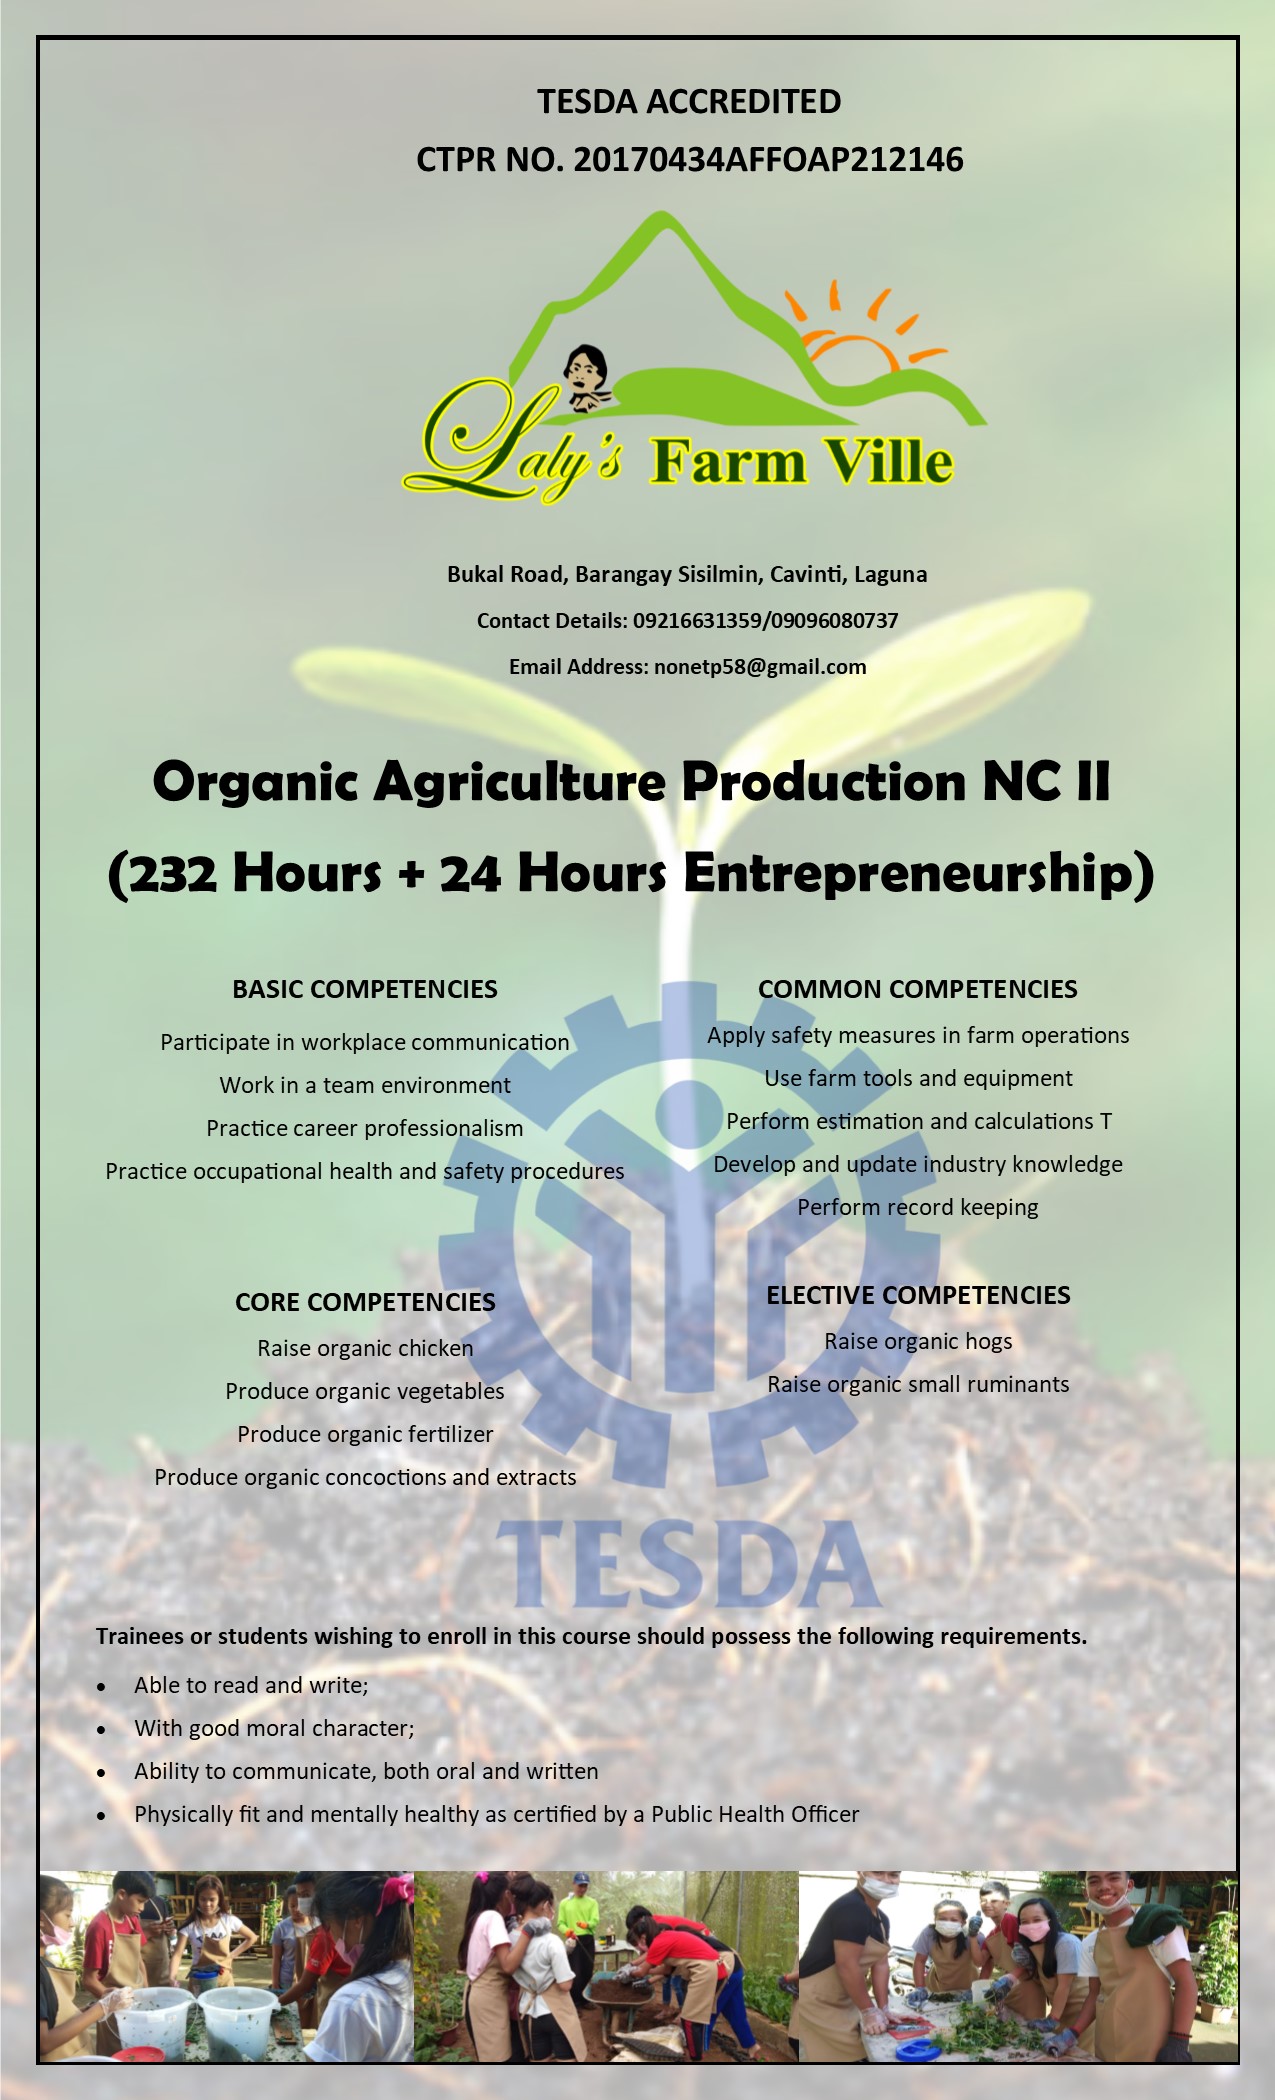 TESDA ACCREDITED
CTPR NO. 20170434AFFOAP212146
Laly's Farm Ville
Bukal Road, Barangay Sisilmin, Cavinti, Laguna
Contact Details: 09216631359/09096080737
Email Address: nonetp58@gmail.com
Organic Agriculture Production NC II
(232 Hours + 24 Hours Entrepreneurship)
BASIC COMPETENCIES
Participate in workplace communication
Work in a team environment
Practice career professionalism
Practice occupational health and safety procedures
COMMON COMPETENCIES
Apply safety measures in farm operations
Use farm tools and equipment
Perform estimation and calculations T
Develop and update industry knowledge
Perform record keeping
CORE COMPETENCIES
Raise organic chicken
Produce organic vegetables
Produce organic fertilizer
Produce organic concoctions and extracts
ELECTIVE COMPETENCIES
Raise organic hogs
Raise organic small ruminants
TESDA
Trainees or students wishing to enroll in this course should possess the following requirements.
• Able to read and write;
• With good moral character;
• Ability to communicate, both oral and written
• Physically fit and mentally healthy as certified by a Public Health Officer